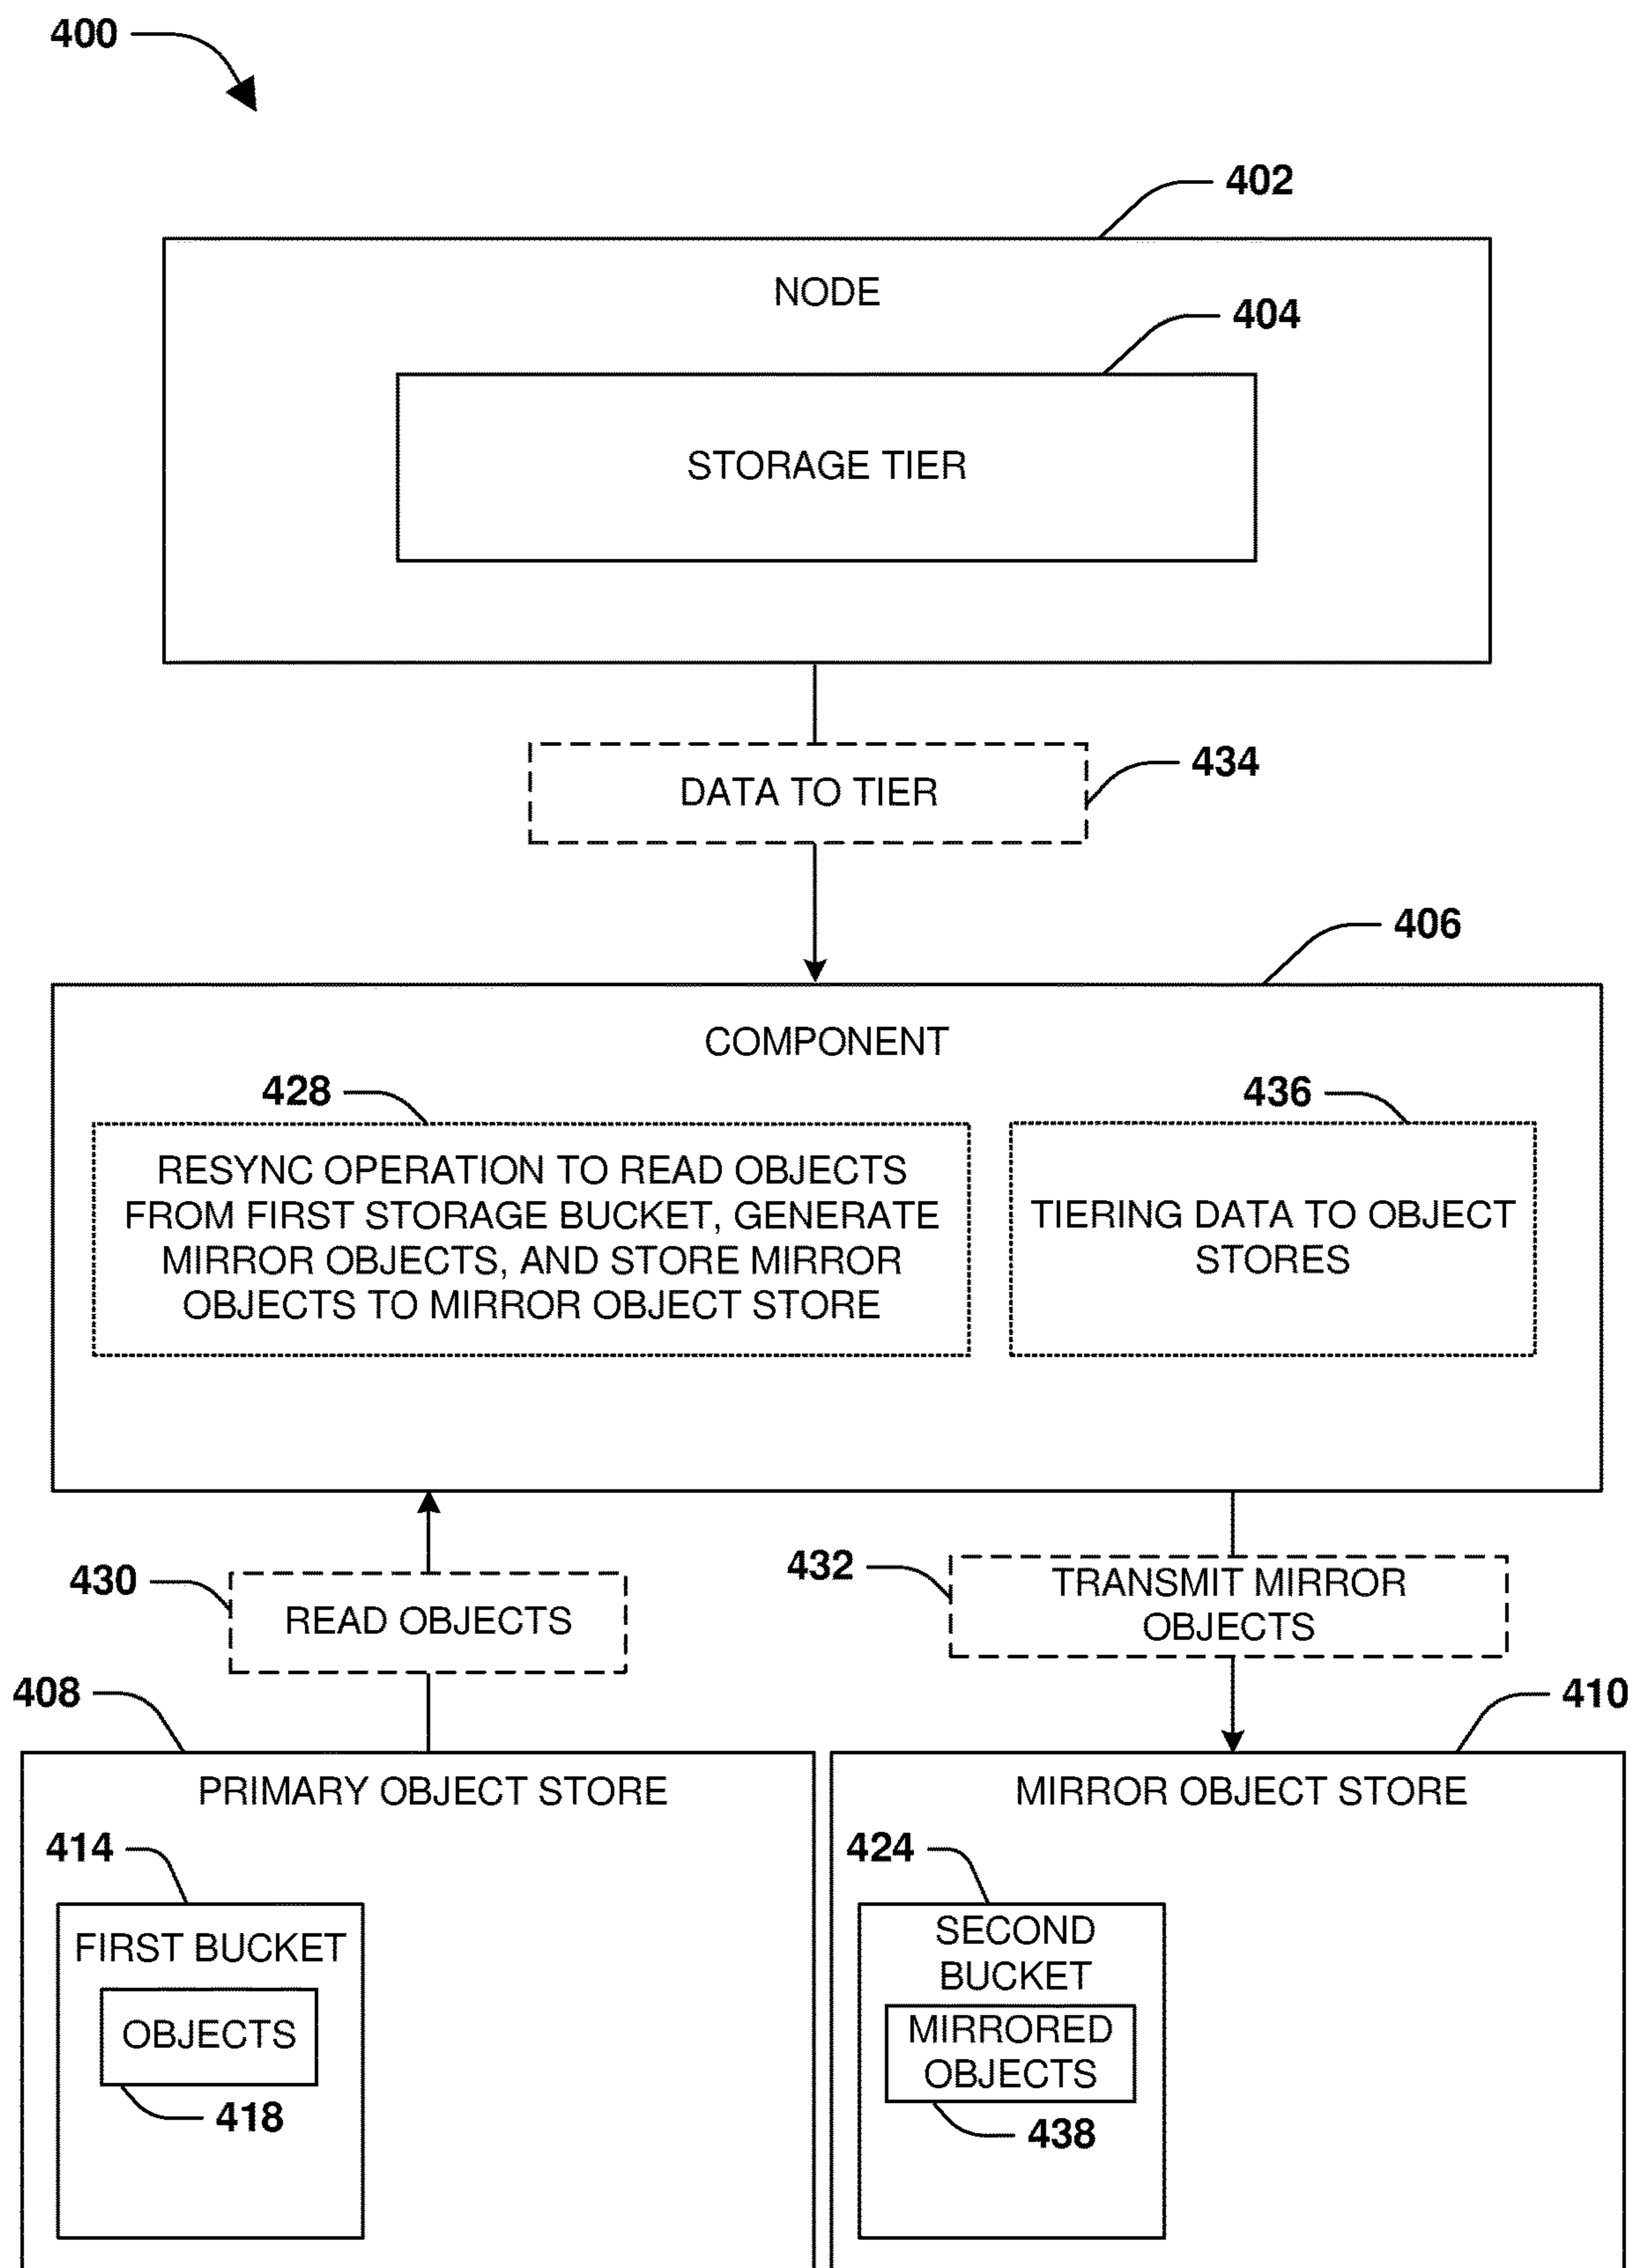 400
402
NODE
404
STORAGE TIER
DATA TO TIER
434
406
COMPONENT
428
436
RESYNC OPERATION TO READ OBJECTS
FROM FIRST STORAGE BUCKET, GENERATE
MIRROR OBJECTS, AND STORE MIRROR
OBJECTS TO MIRROR OBJECT STORE
TIERING DATA TO OBJECT
STORES
430
READ OBJECTS
432
TRANSMIT MIRROR
OBJECTS
408
410
PRIMARY OBJECT STORE
414
FIRST BUCKET
OBJECTS
418
MIRROR OBJECT STORE
424
SECOND
BUCKET
MIRRORED
OBJECTS
438